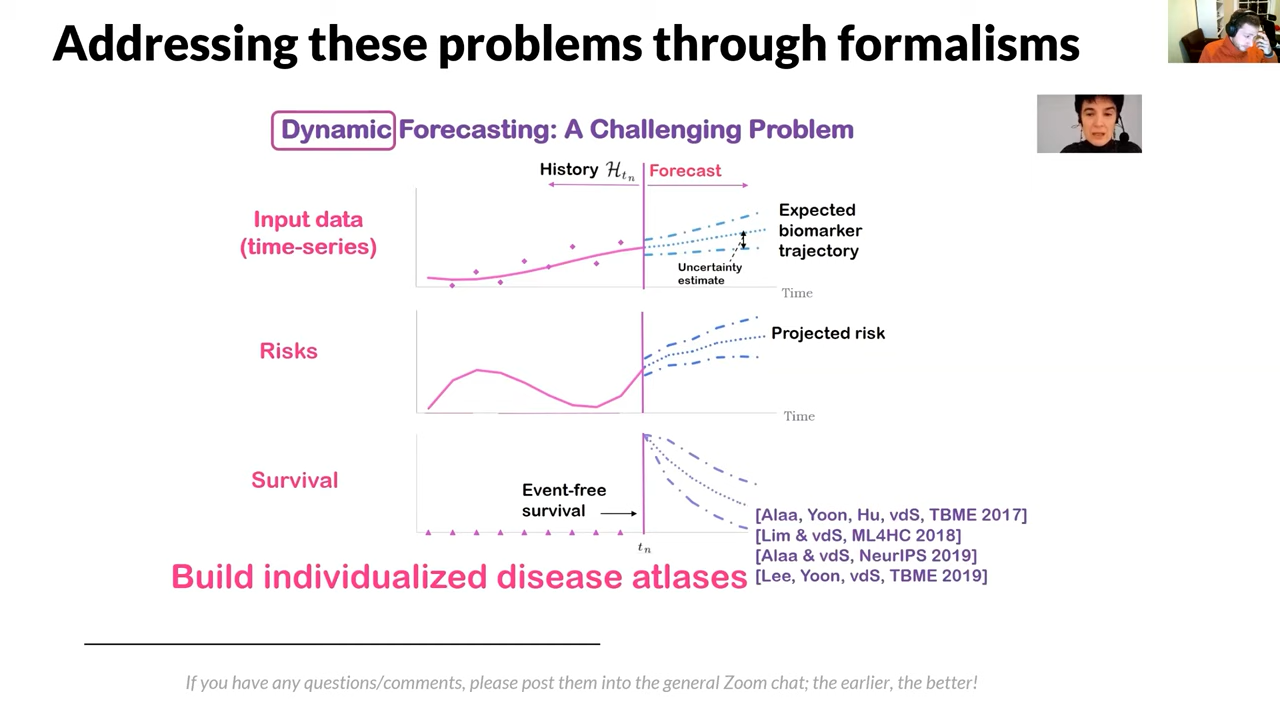 Addressing these problems through formalisms
Dynamic Forecasting: A Challenging Problem
History ℋtₙ
Forecast
Input data
(time-series)
Expected
biomarker
trajectory
Uncertainty
estimate
Time
Risks
Projected risk
Time
Survival
Event-free
survival
tₙ
[Alaa, Yoon, Hu, vdS, TBME 2017]
[Lim & vdS, ML4HC 2018]
[Alaa & vdS, NeurIPS 2019]
[Lee, Yoon, vdS, TBME 2019]
Build individualized disease atlases
If you have any questions/comments, please post them into the general Zoom chat; the earlier, the better!